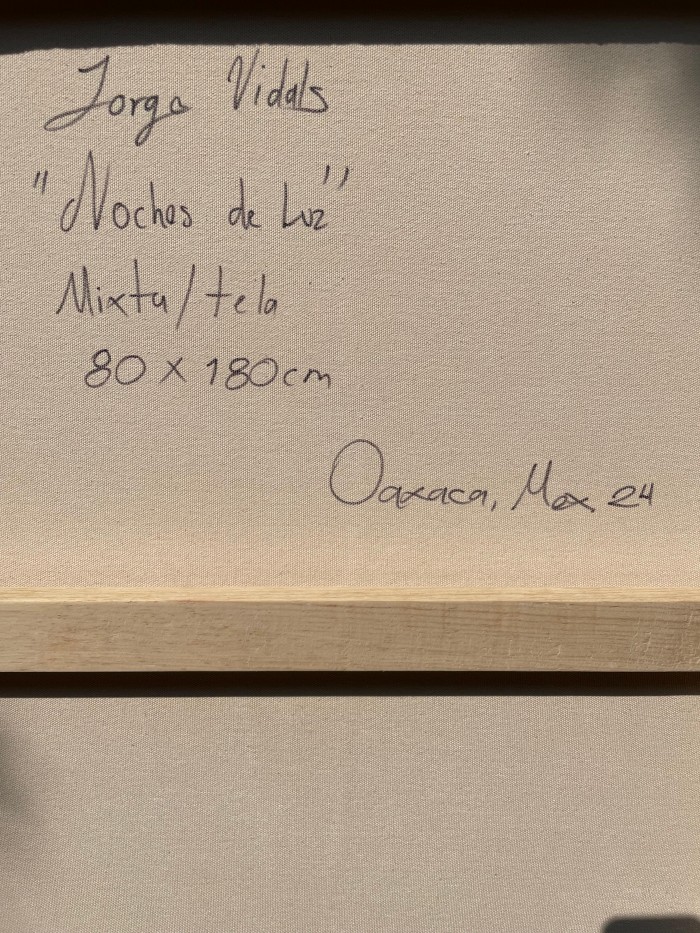 Jorge Vidals
"Noches de Luz"
Mixta/tela
80 x 180cm
Oaxaca, Mex 24